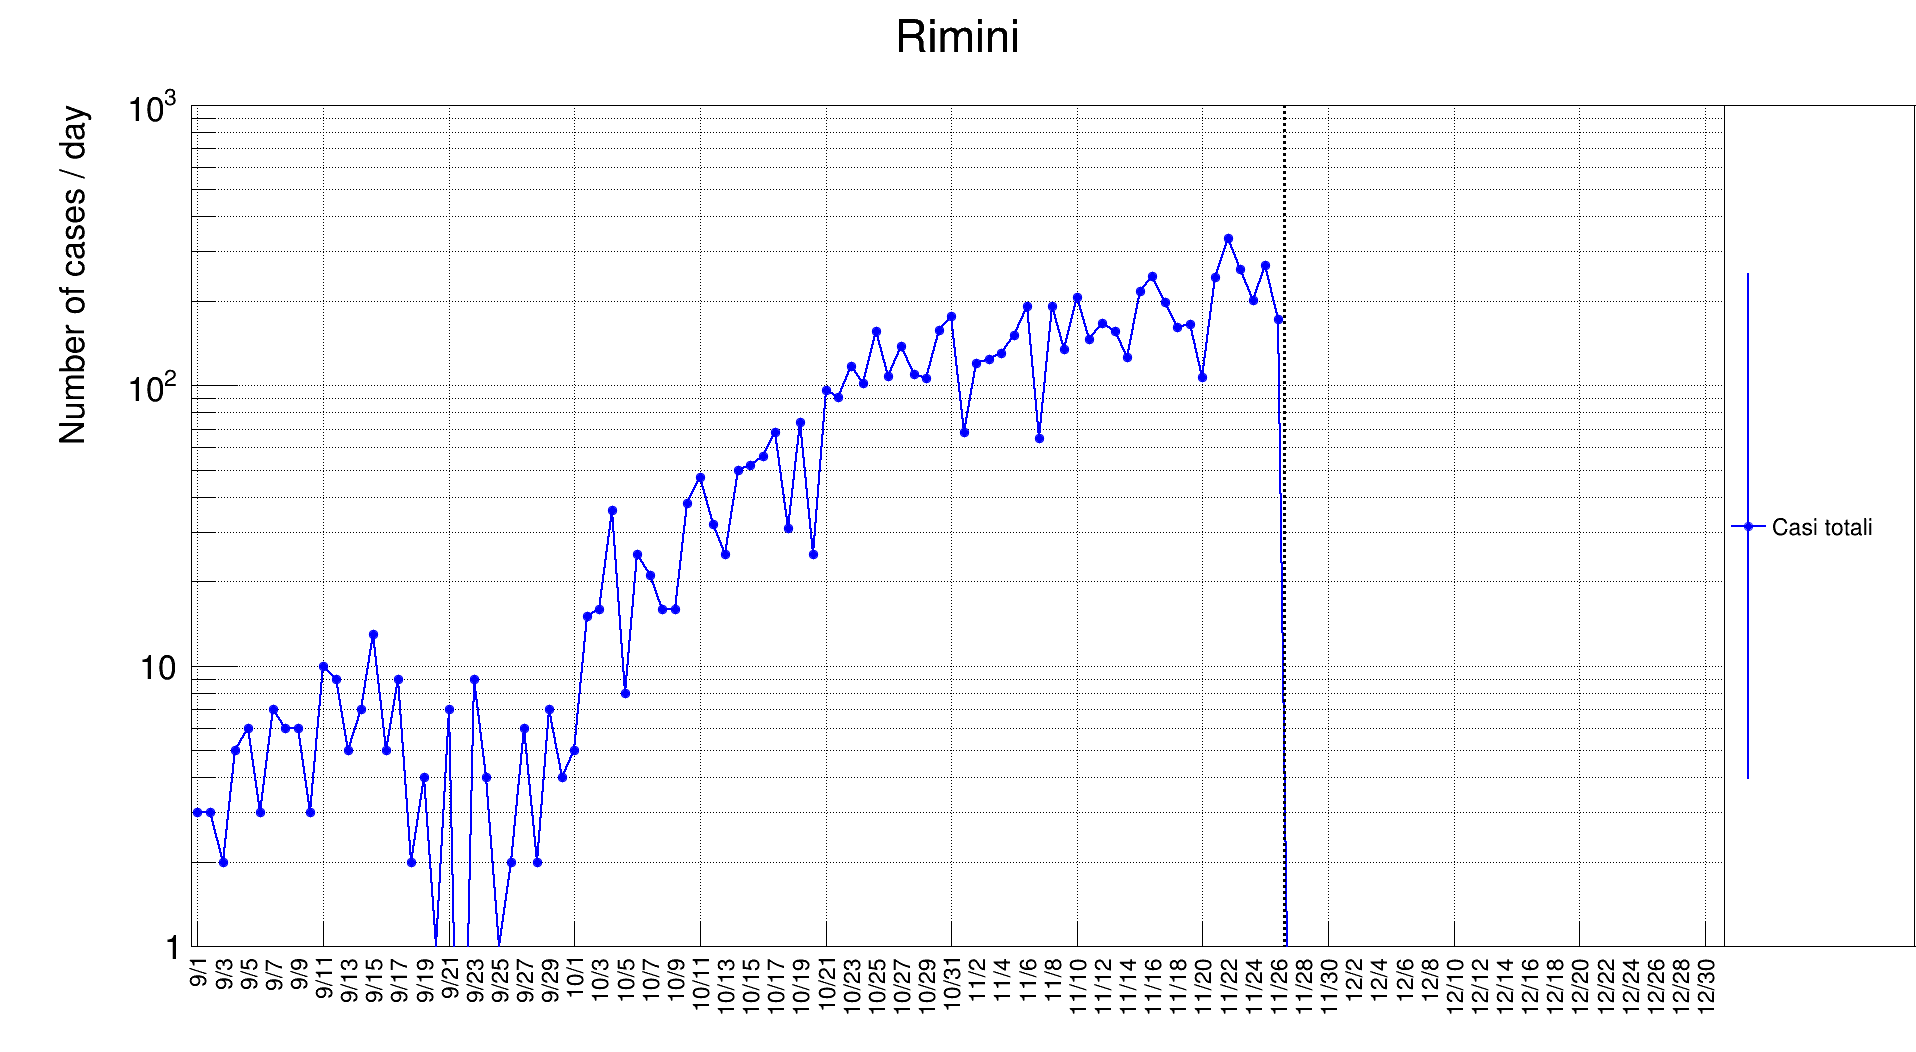 Rimini
Number of cases / day
10³
10²
10
1
9/1 9/3 9/5 9/7 9/9 9/11 9/13 9/15 9/17 9/19 9/21 9/23 9/25 9/27 9/29 10/1 10/3 10/5 10/7 10/9 10/11 10/13 10/15 10/17 10/19 10/21 10/23 10/25 10/27 10/29 10/31 11/2 11/4 11/6 11/8 11/10 11/12 11/14 11/16 11/18 11/20 11/22 11/24 11/26 11/28 11/30 12/2 12/4 12/6 12/8 12/10 12/12 12/14 12/16 12/18 12/20 12/22 12/24 12/26 12/28 12/30
Casi totali